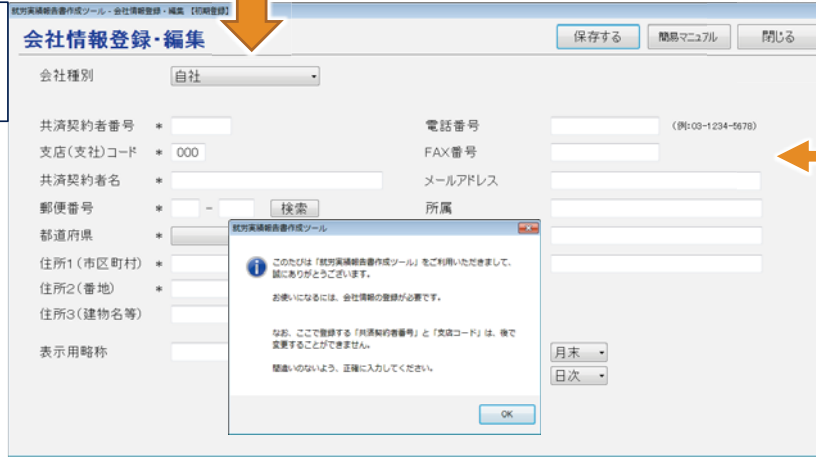 就労実績報告書作成ツール - 会社情報登録・編集 【初期登録】
会社情報登録・編集
保存する
簡易マニュアル
閉じる
会社種別
自社
共済契約者番号 *
電話番号
(例:03-1234-5678)
支店(支社)コード * 000
FAX番号
共済契約者名 *
メールアドレス
郵便番号 * -
検索
所属
都道府県 *
住所1(市区町村) *
住所2(番地) *
住所3(建物名等)
表示用略称
月末
日次
就労実績報告書作成ツール
このたびは「就労実績報告書作成ツール」をご利用いただきまして、
誠にありがとうございます。
お使いになるには、会社情報の登録が必要です。
なお、ここで登録する「共済契約者番号」と「支店コード」は、後で
変更することができません。
間違いのないよう、正確に入力してください。
OK